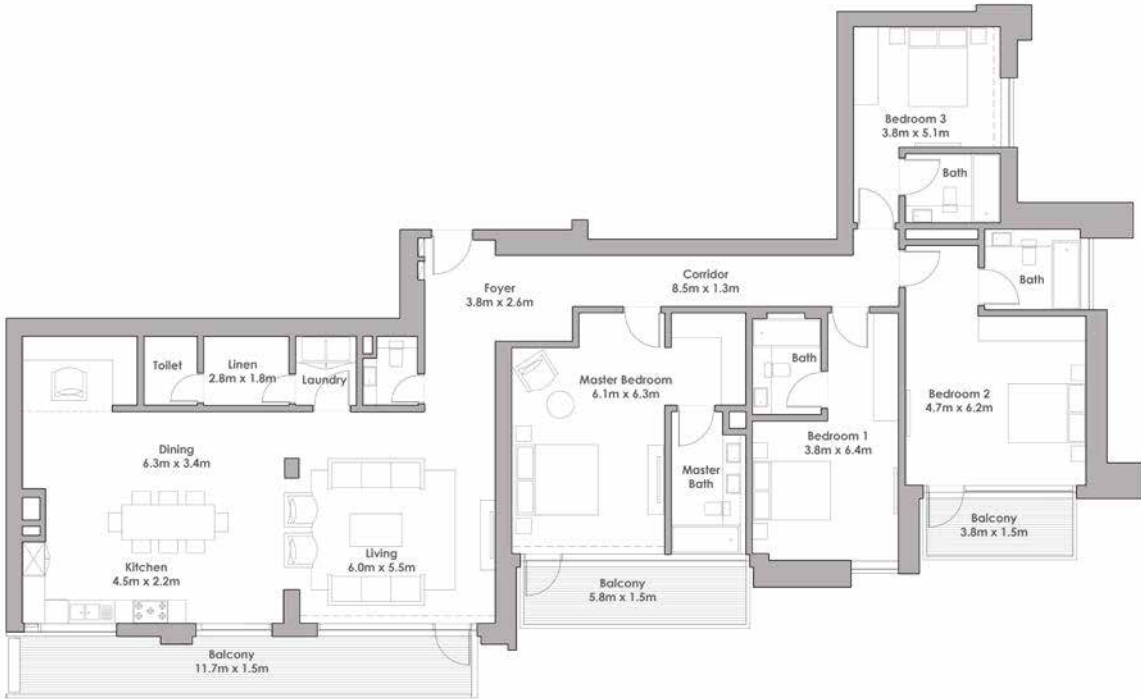 Bedroom 3
3.8m x 5.1m
Bath
Bath
Corridor
8.5m x 1.3m
Foyer
3.8m x 2.6m
Toilet
Linen
2.8m x 1.8m
Laundry
Bath
Master Bedroom
6.1m x 6.3m
Bedroom 2
4.7m x 6.2m
Bedroom 1
3.8m x 6.4m
Dining
6.3m x 3.4m
Master
Bath
Balcony
3.8m x 1.5m
Living
6.0m x 5.5m
Kitchen
4.5m x 2.2m
Balcony
5.8m x 1.5m
Balcony
11.7m x 1.5m